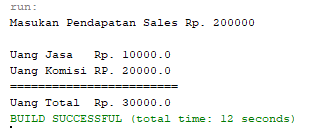 run:
Masukan Pendapatan Sales Rp. 200000
Uang Jasa   Rp. 10000.0
Uang Komisi RP. 20000.0
========================
Uang Total  Rp. 30000.0
BUILD SUCCESSFUL (total time: 12 seconds)